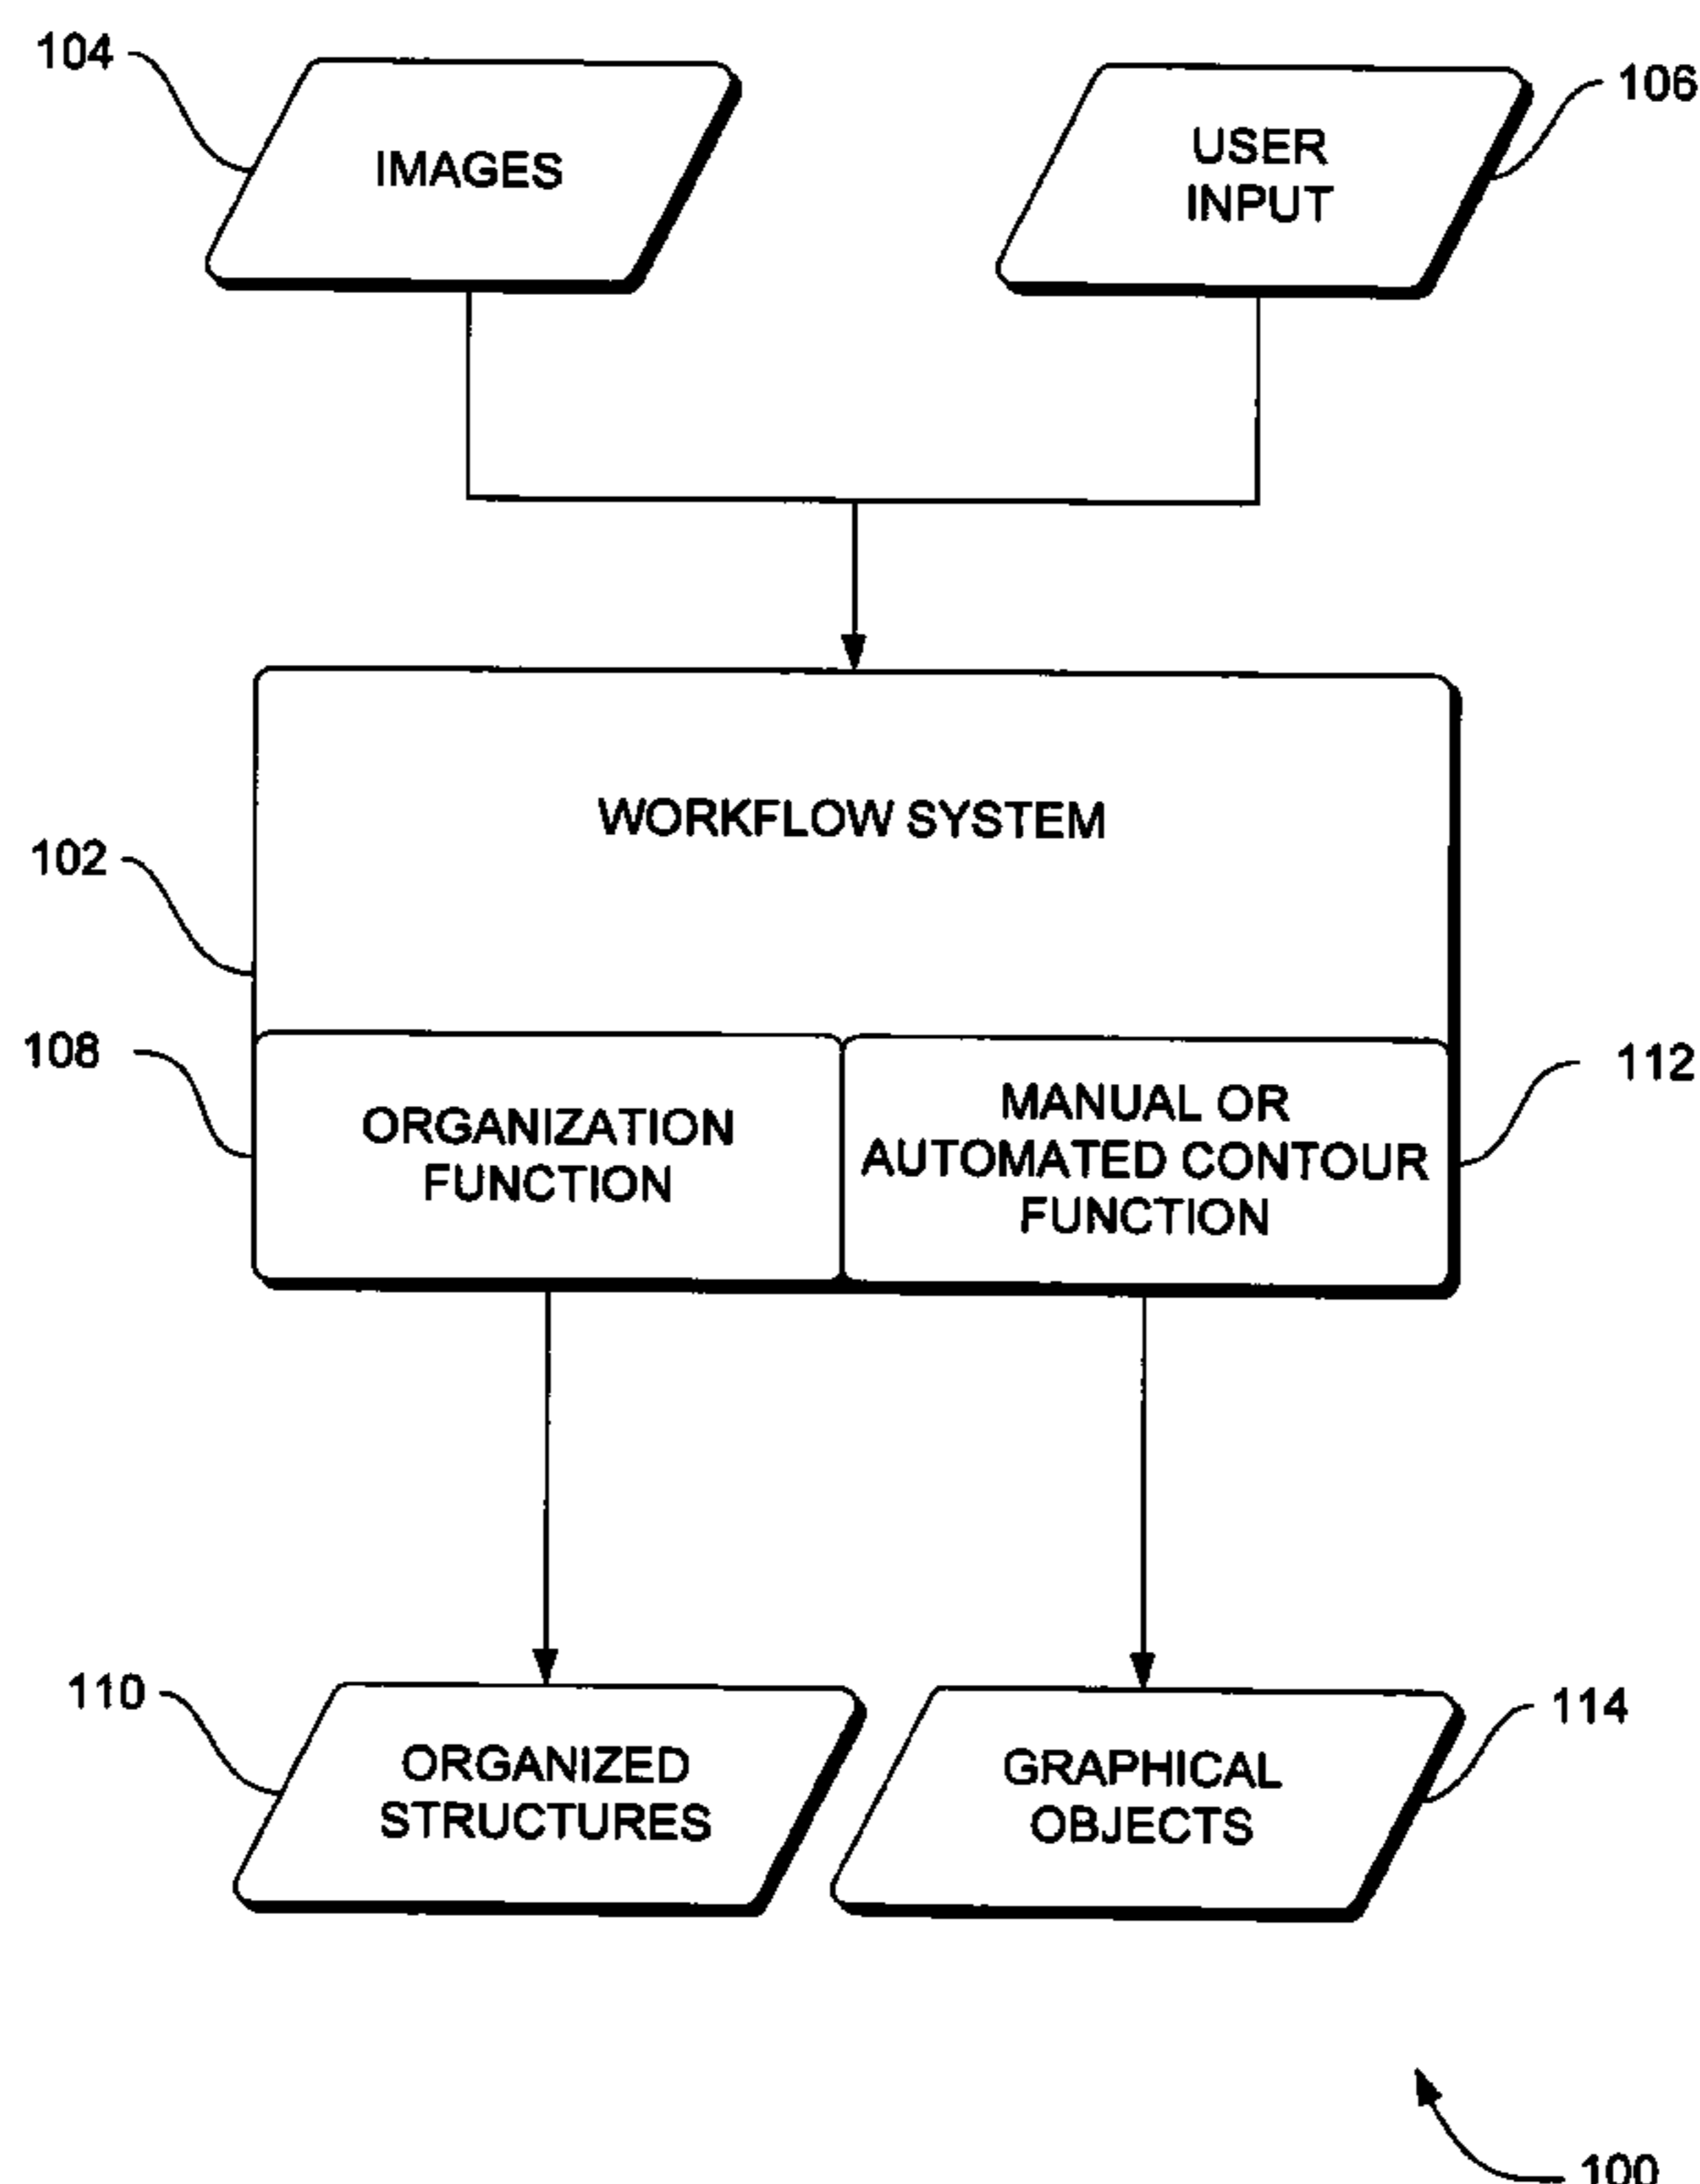 104
IMAGES
USER
INPUT
106
WORKFLOW SYSTEM
102
108
ORGANIZATION
FUNCTION
MANUAL OR
AUTOMATED CONTOUR
FUNCTION
112
110
ORGANIZED
STRUCTURES
GRAPHICAL
OBJECTS
114
100